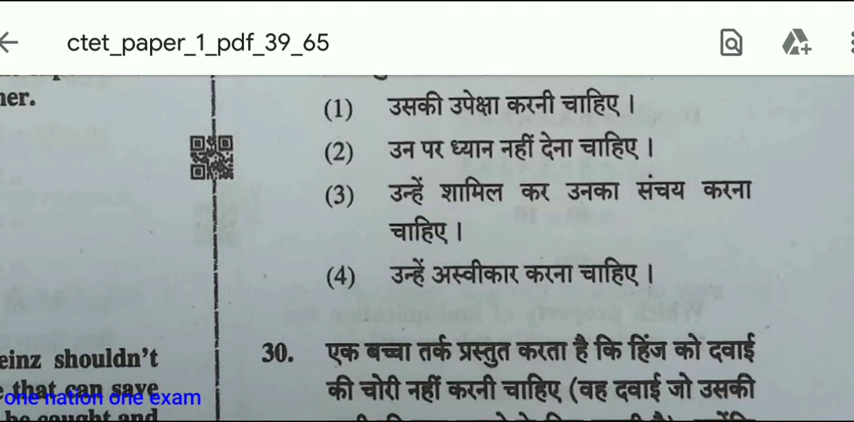 ctet_paper_1_pdf_39_65
her.
(1) उसकी उपेक्षा करनी चाहिए ।
(2) उन पर ध्यान नहीं देना चाहिए ।
(3) उन्हें शामिल कर उनका संचय करना
चाहिए ।
(4) उन्हें अस्वीकार करना चाहिए ।
einz shouldn't
that can save
one nation one exam
30. एक बच्चा तर्क प्रस्तुत करता है कि हिंज को दवाई
की चोरी नहीं करनी चाहिए (वह दवाई जो उसकी